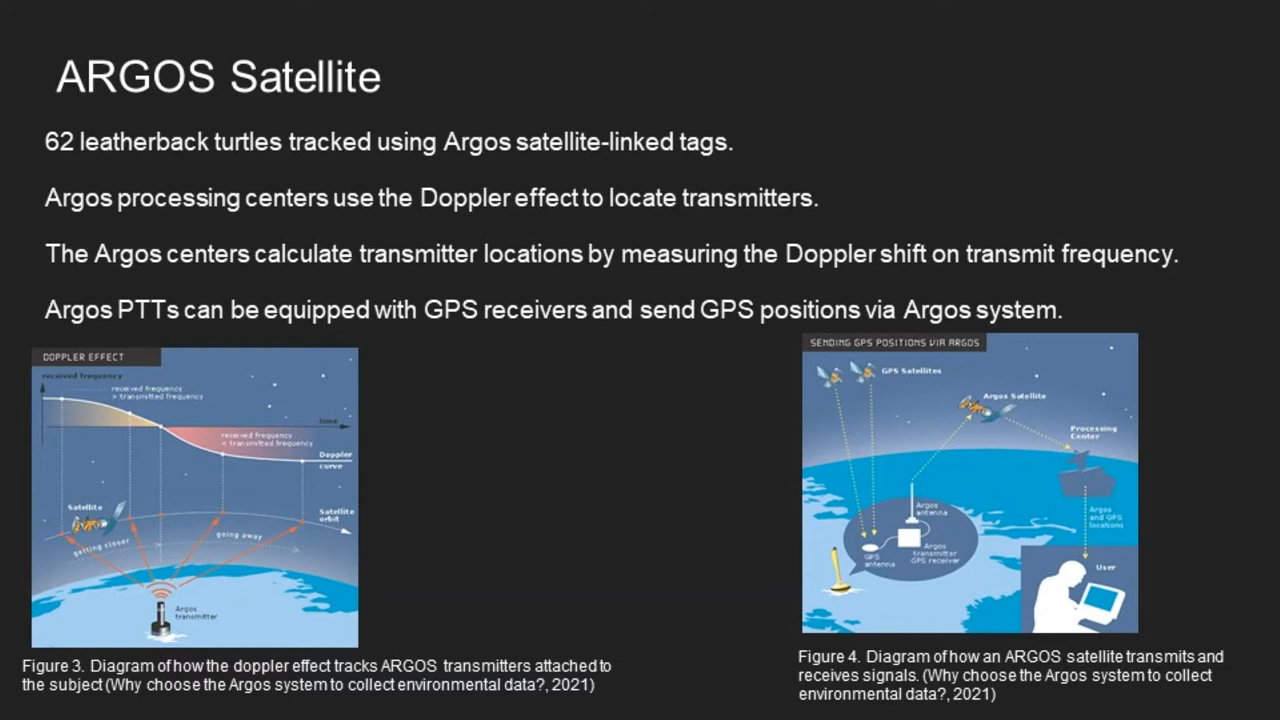 ARGOS Satellite
62 leatherback turtles tracked using Argos satellite-linked tags.
Argos processing centers use the Doppler effect to locate transmitters.
The Argos centers calculate transmitter locations by measuring the Doppler shift on transmit frequency.
Argos PTTs can be equipped with GPS receivers and send GPS positions via Argos system.
DOPPLER EFFECT
received frequency
received frequency
> transmitted frequency
time
received frequency
< transmitted frequency
Doppler
curve
Satellite
Satellite
orbit
getting closer
going away
Argos
transmitter
Figure 3. Diagram of how the doppler effect tracks ARGOS transmitters attached to
the subject (Why choose the Argos system to collect environmental data?, 2021)
SENDING GPS POSITIONS VIA ARGOS
GPS Satellites
Argos Satellite
Processing
Center
Argos
antenna
Argos
and GPS
locations
GPS
antenna
Argos
transmitter
GPS receiver
User
Figure 4. Diagram of how an ARGOS satellite transmits and
receives signals. (Why choose the Argos system to collect
environmental data?, 2021)